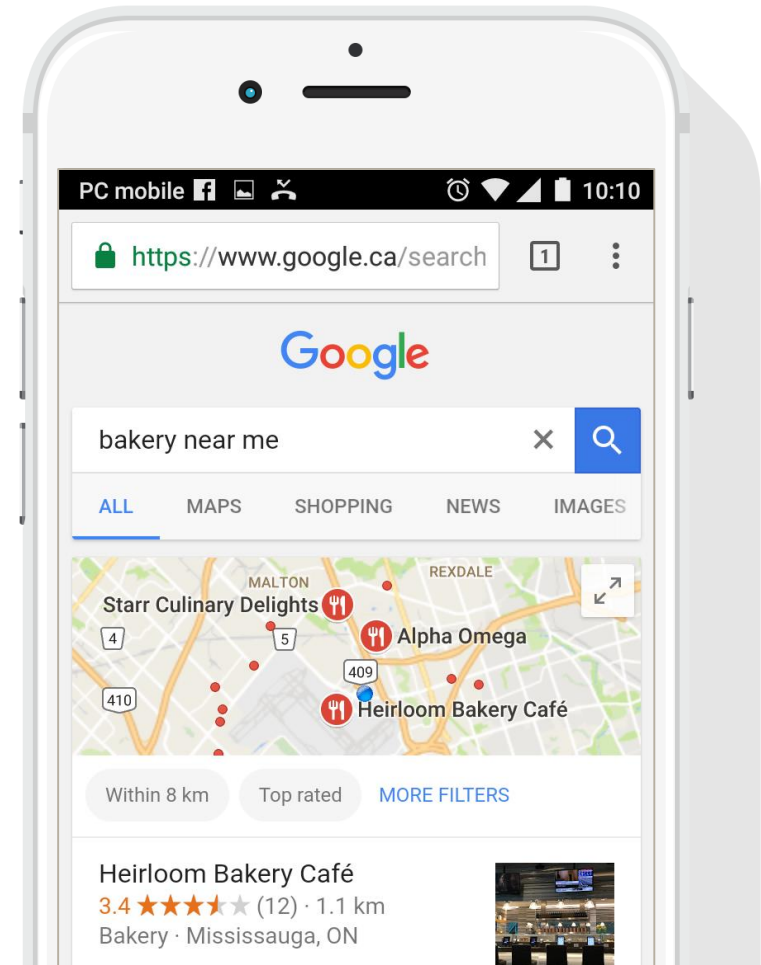 PC mobile 10:10
https://www.google.ca/search 1
Google
bakery near me
ALL MAPS SHOPPING NEWS IMAGES
MALTON REXDALE
Starr Culinary Delights
4 5 Alpha Omega
409
410
Heirloom Bakery Café
Within 8 km Top rated MORE FILTERS
Heirloom Bakery Café
3.4 (12) · 1.1 km
Bakery · Mississauga, ON